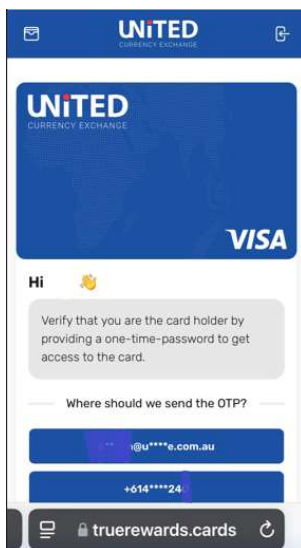 UNiTED
CURRENCY EXCHANGE
UNiTED
CURRENCY EXCHANGE
VISA
Hi 👋
Verify that you are the card holder by
providing a one-time-password to get
access to the card.
Where should we send the OTP?
@u****e.com.au
+614****24
truerewards.cards